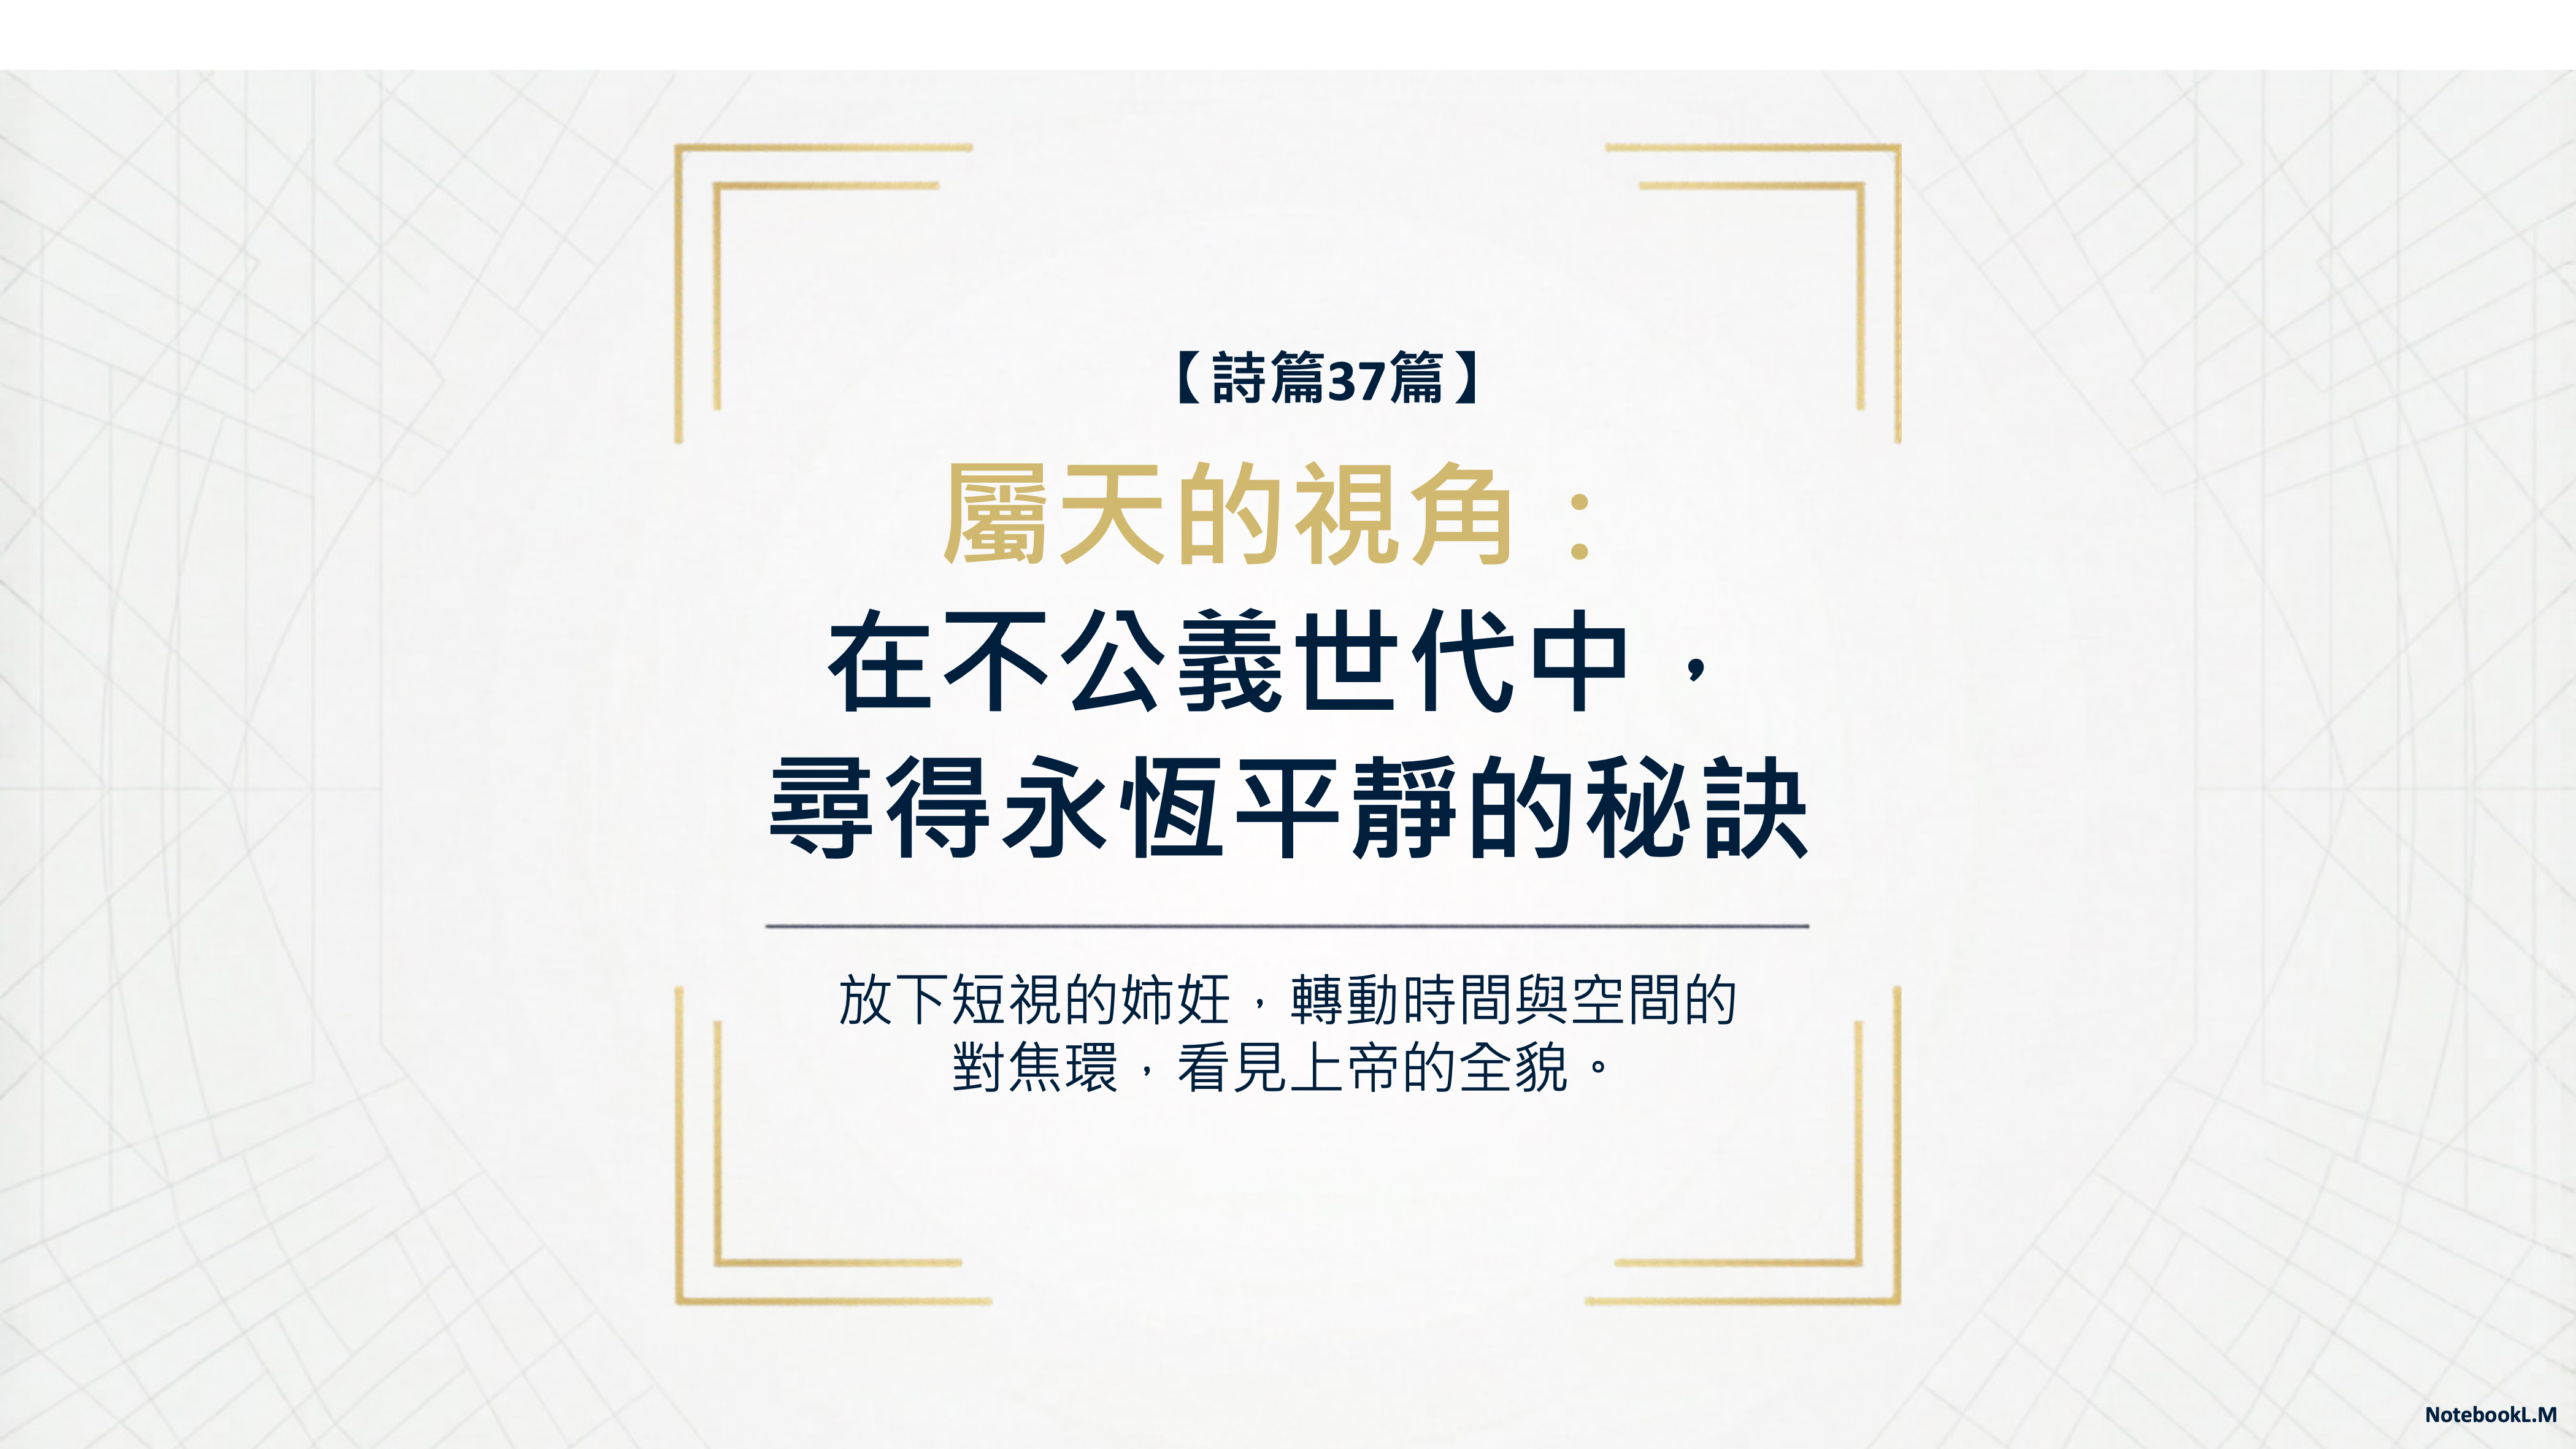 【詩篇37篇】
屬天的視角：
在不公義世代中，
尋得永恆平靜的秘訣
放下短視的姉妊，轉動時間與空間的
對焦環，看見上帝的全貌。
NotebookL.M